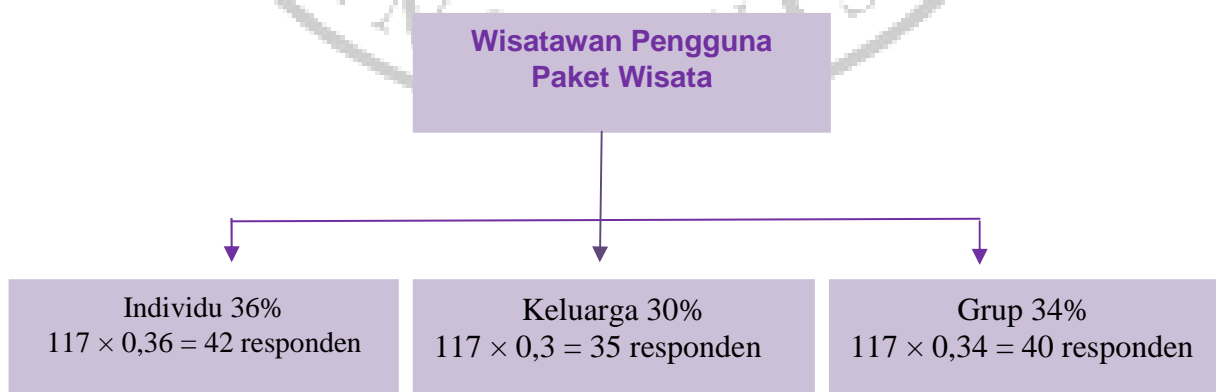 Wisatawan Pengguna
Paket Wisata
Individu 36%
117 × 0,36 = 42 responden
Keluarga 30%
117 × 0,3 = 35 responden
Grup 34%
117 × 0,34 = 40 responden